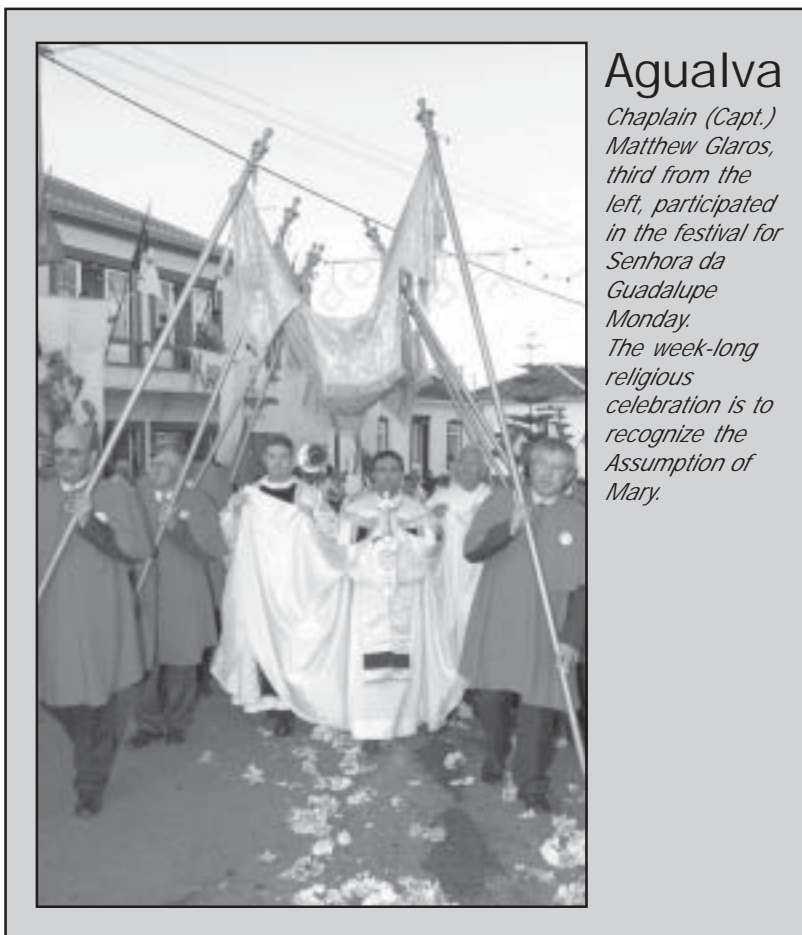 Agualva
Chaplain (Capt.)
Matthew Glaros,
third from the
left, participated
in the festival for
Senhora da
Guadalupe
Monday.
The week-long
religious
celebration is to
recognize the
Assumption of
Mary.